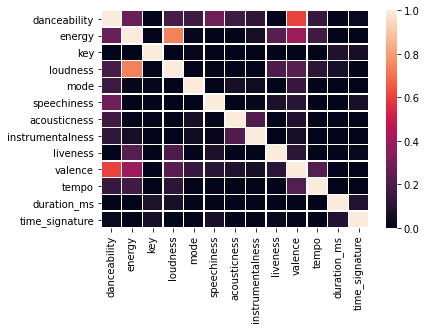 danceability
energy
key
loudness
mode
speechiness
acousticness
instrumentalness
liveness
valence
tempo
duration_ms
time_signature
danceability
energy
key
loudness
mode
speechiness
acousticness
instrumentalness
liveness
valence
tempo
duration_ms
time_signature
1.0
0.8
0.6
0.4
0.2
0.0